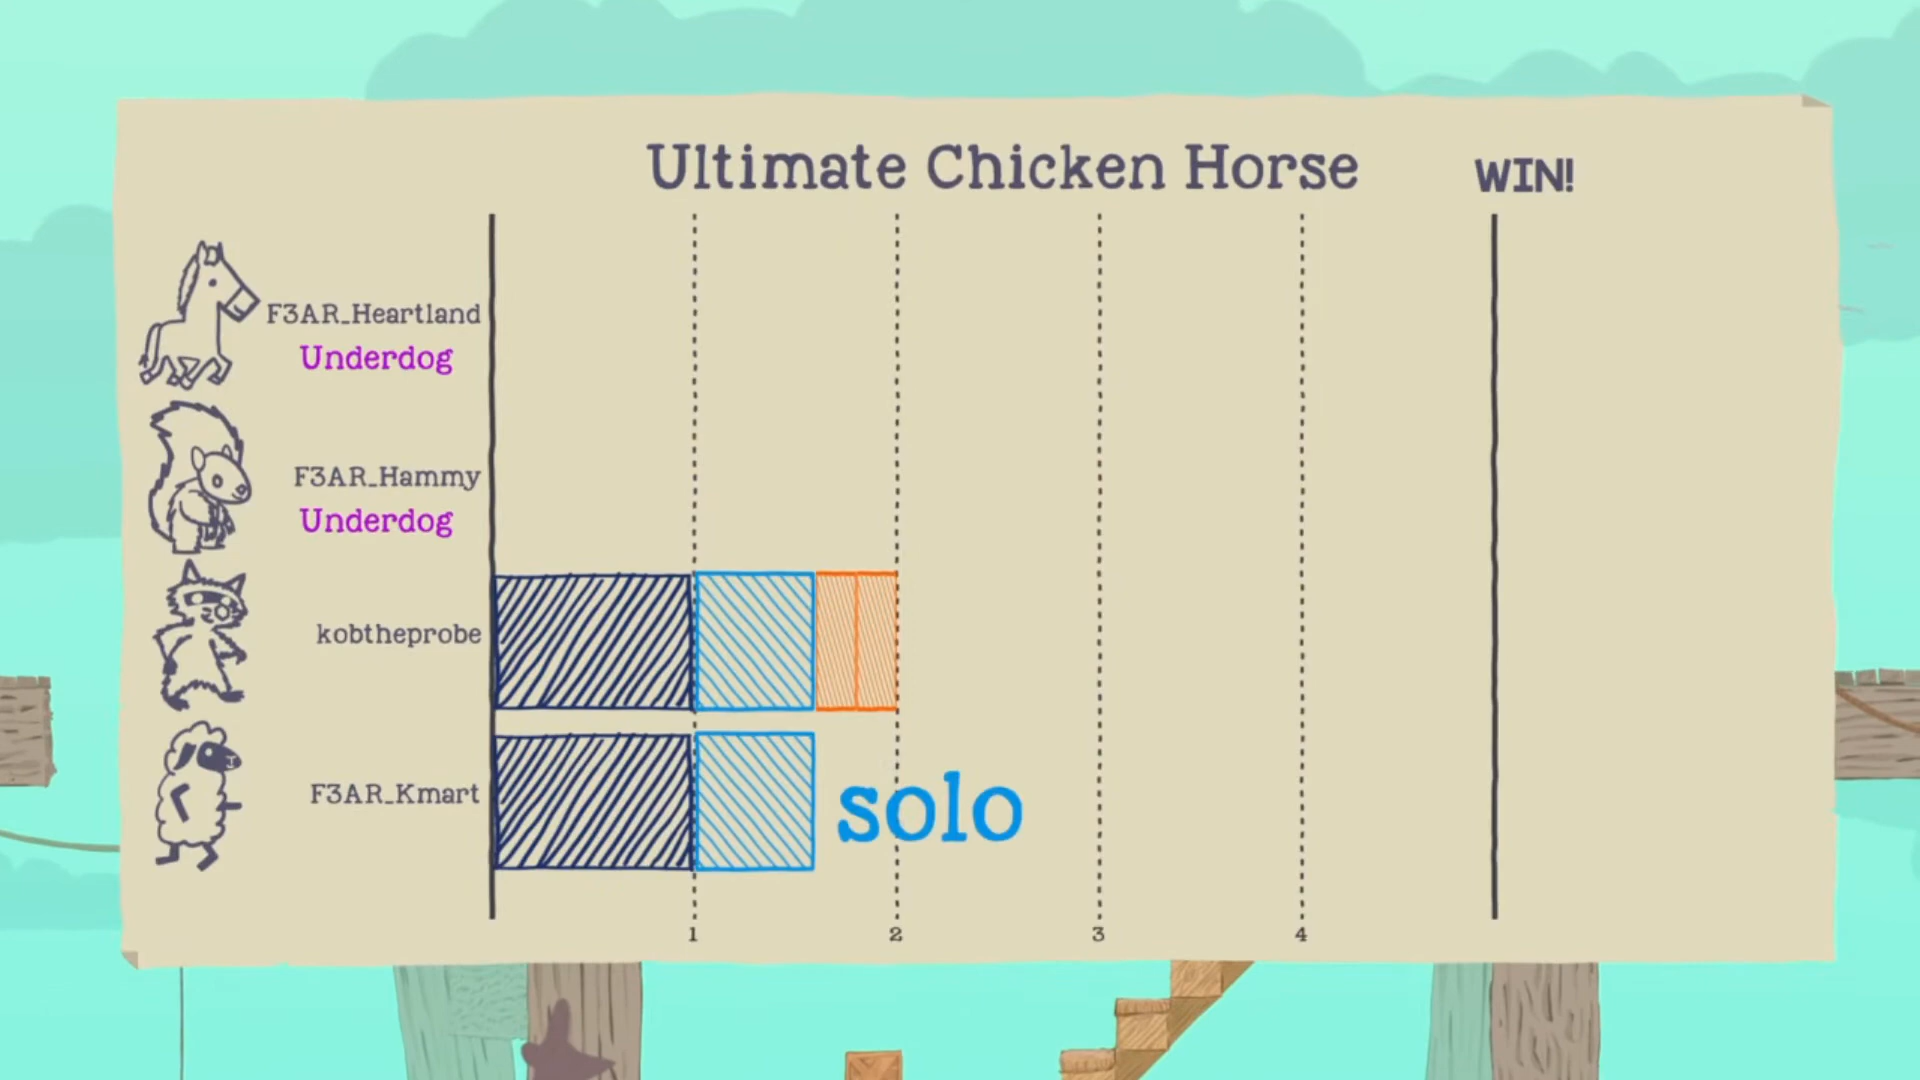 Ultimate Chicken Horse
WIN!
F3AR_Heartland
Underdog
F3AR_Hammy
Underdog
kobtheprobe
F3AR_Kmart
solo
1 2 3 4